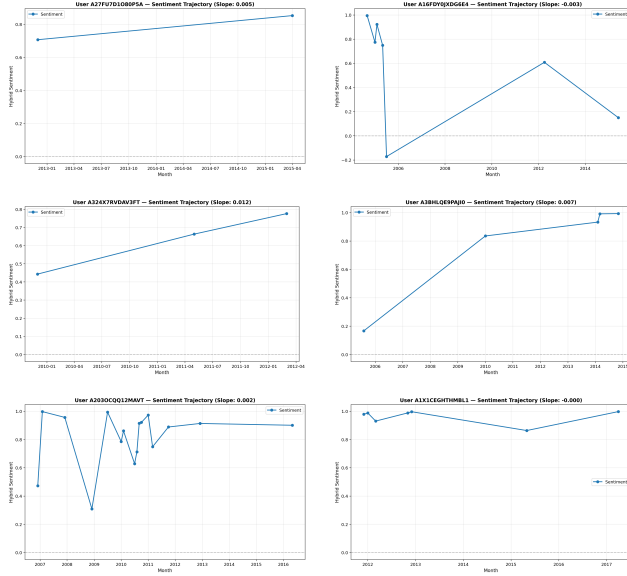 User A27FU7D1O80P5A — Sentiment Trajectory (Slope: 0.005)
Sentiment
Hybrid Sentiment
0.8
0.6
0.4
0.2
0.0
2013-01 2013-04 2013-07 2013-10 2014-01 2014-04 2014-07 2014-10 2015-01 2015-04
Month
User A16FDY0JXDG6E4 — Sentiment Trajectory (Slope: -0.003)
Sentiment
Hybrid Sentiment
1.0
0.8
0.6
0.4
0.2
0.0
−0.2
2006 2008 2010 2012 2014
Month
User A324X7RVDAV3FT — Sentiment Trajectory (Slope: 0.012)
Sentiment
Hybrid Sentiment
0.8
0.7
0.6
0.5
0.4
0.3
0.2
0.1
0.0
2010-01 2010-04 2010-07 2010-10 2011-01 2011-04 2011-07 2011-10 2012-01 2012-04
Month
User A3BHLQE9PAJI0 — Sentiment Trajectory (Slope: 0.007)
Sentiment
Hybrid Sentiment
1.0
0.8
0.6
0.4
0.2
0.0
2006 2008 2010 2012 2014 2015
Month
User A203OCQQ12MAVT — Sentiment Trajectory (Slope: 0.002)
Sentiment
Hybrid Sentiment
1.0
0.8
0.6
0.4
0.2
0.0
2007 2008 2009 2010 2011 2012 2013 2014 2015 2016
Month
User A1X1CEGHTHMBL1 — Sentiment Trajectory (Slope: -0.000)
Sentiment
Hybrid Sentiment
1.0
0.8
0.6
0.4
0.2
0.0
2012 2013 2014 2015 2016 2017
Month